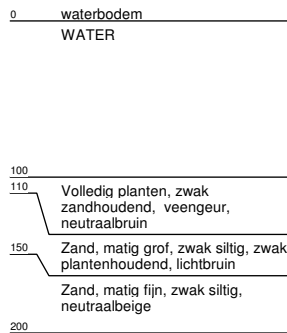 0 waterbodem
WATER
100
110 Volledig planten, zwak
zandhoudend, veengeur,
neutraalbruin
150 Zand, matig grof, zwak siltig, zwak
plantenhoudend, lichtbruin
Zand, matig fijn, zwak siltig,
neutraalbeige
200